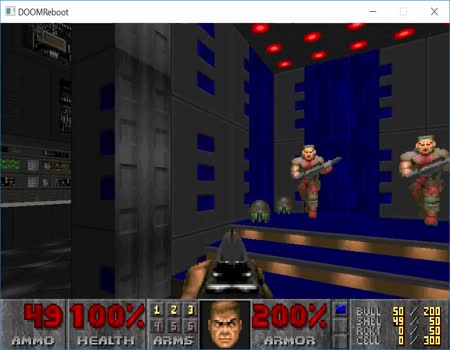 DOOMReboot
49 100% 1 2 3 200% BULL 50 / 200
4 5 6 SHEL 49 / 50
ROKT 0 / 50
AMMO HEALTH ARMS ARMOR CELL 0 / 300